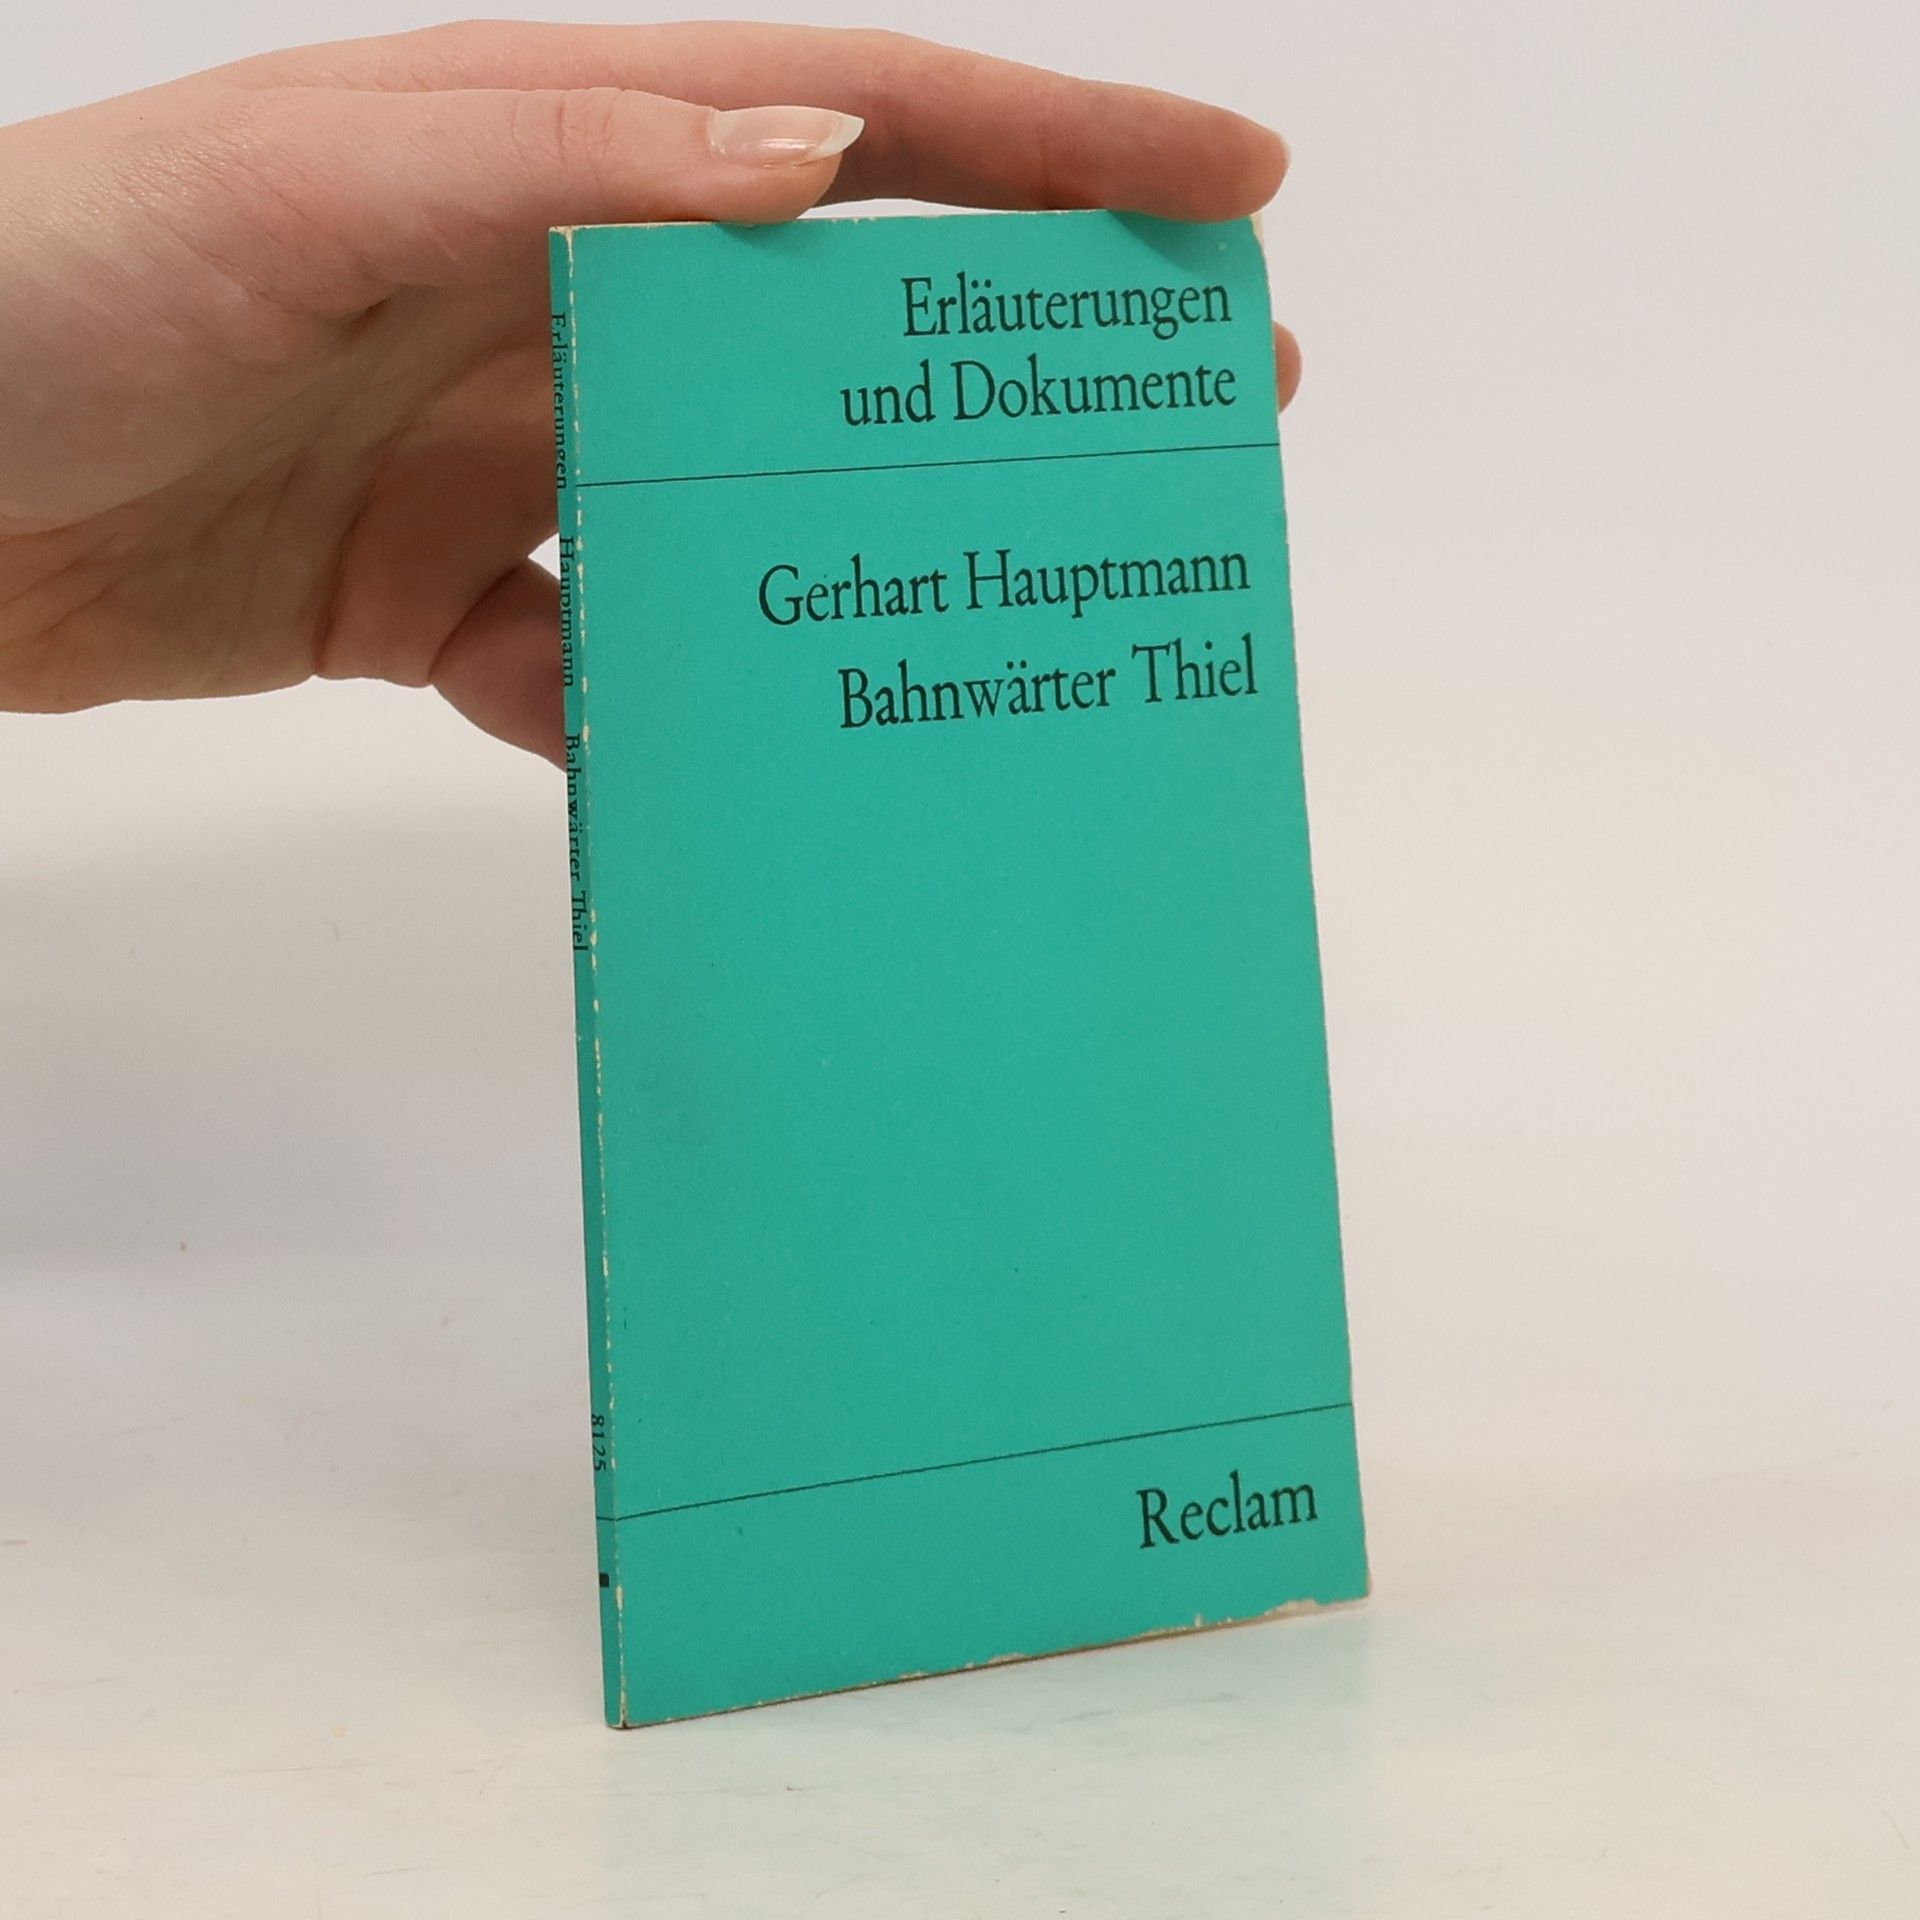 Erläuterungen
und Dokumente
Gerhart Hauptmann
Bahnwärter Thiel
Reclam
Erläuterungen Hauptmann Bahnwärter Thiel 8125